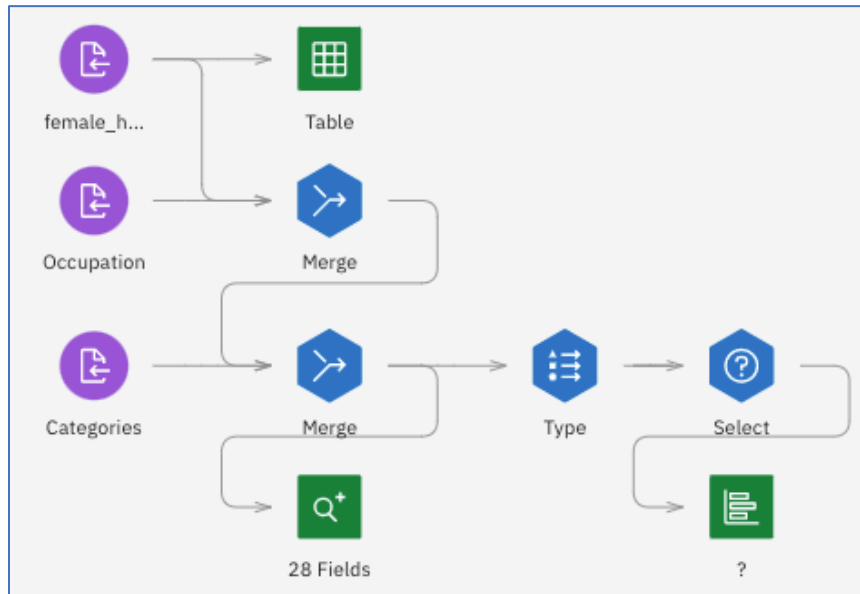 female_h...
Table
Occupation
Merge
Categories
Merge
Type
Select
28 Fields
?